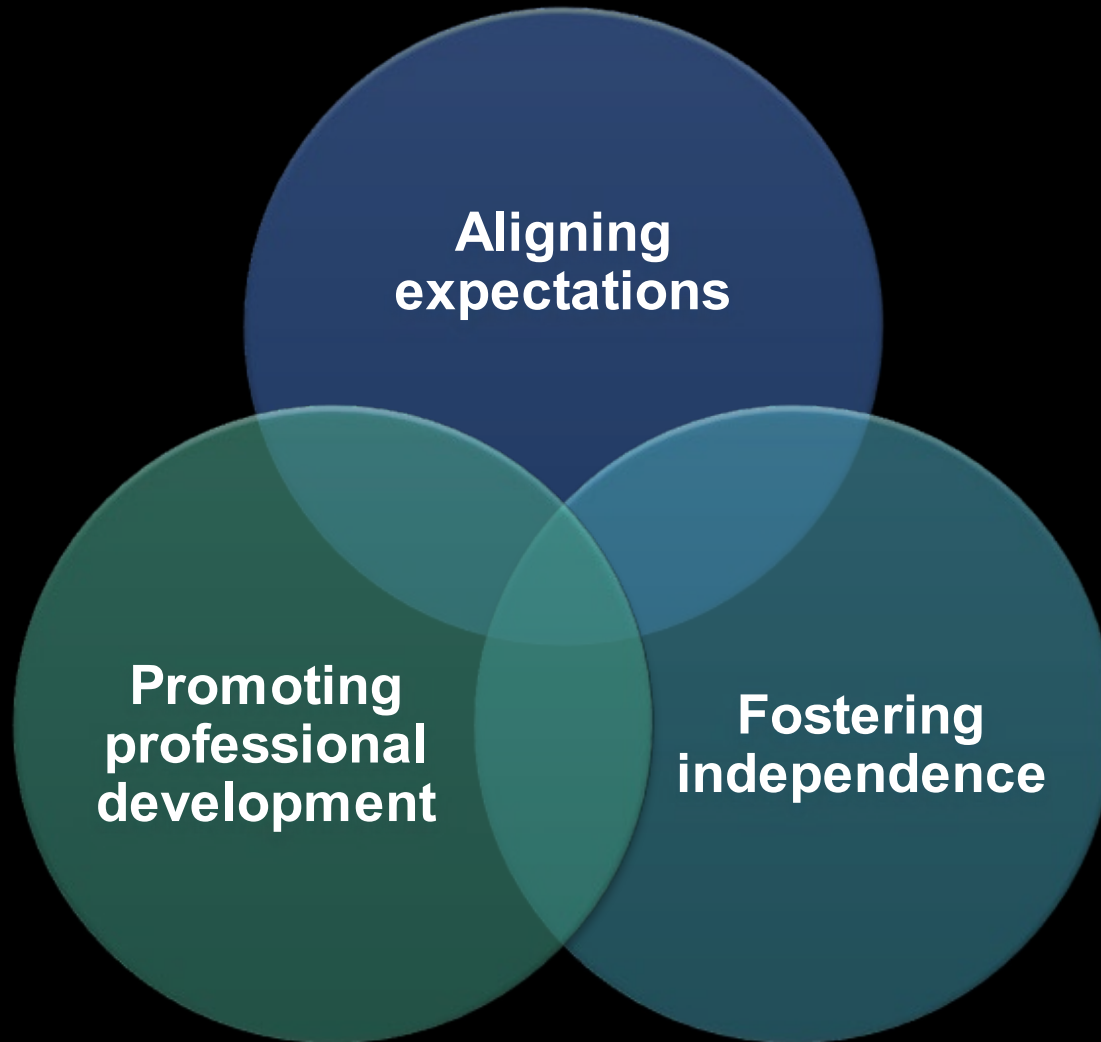 Aligning
expectations
Promoting
professional
development
Fostering
independence